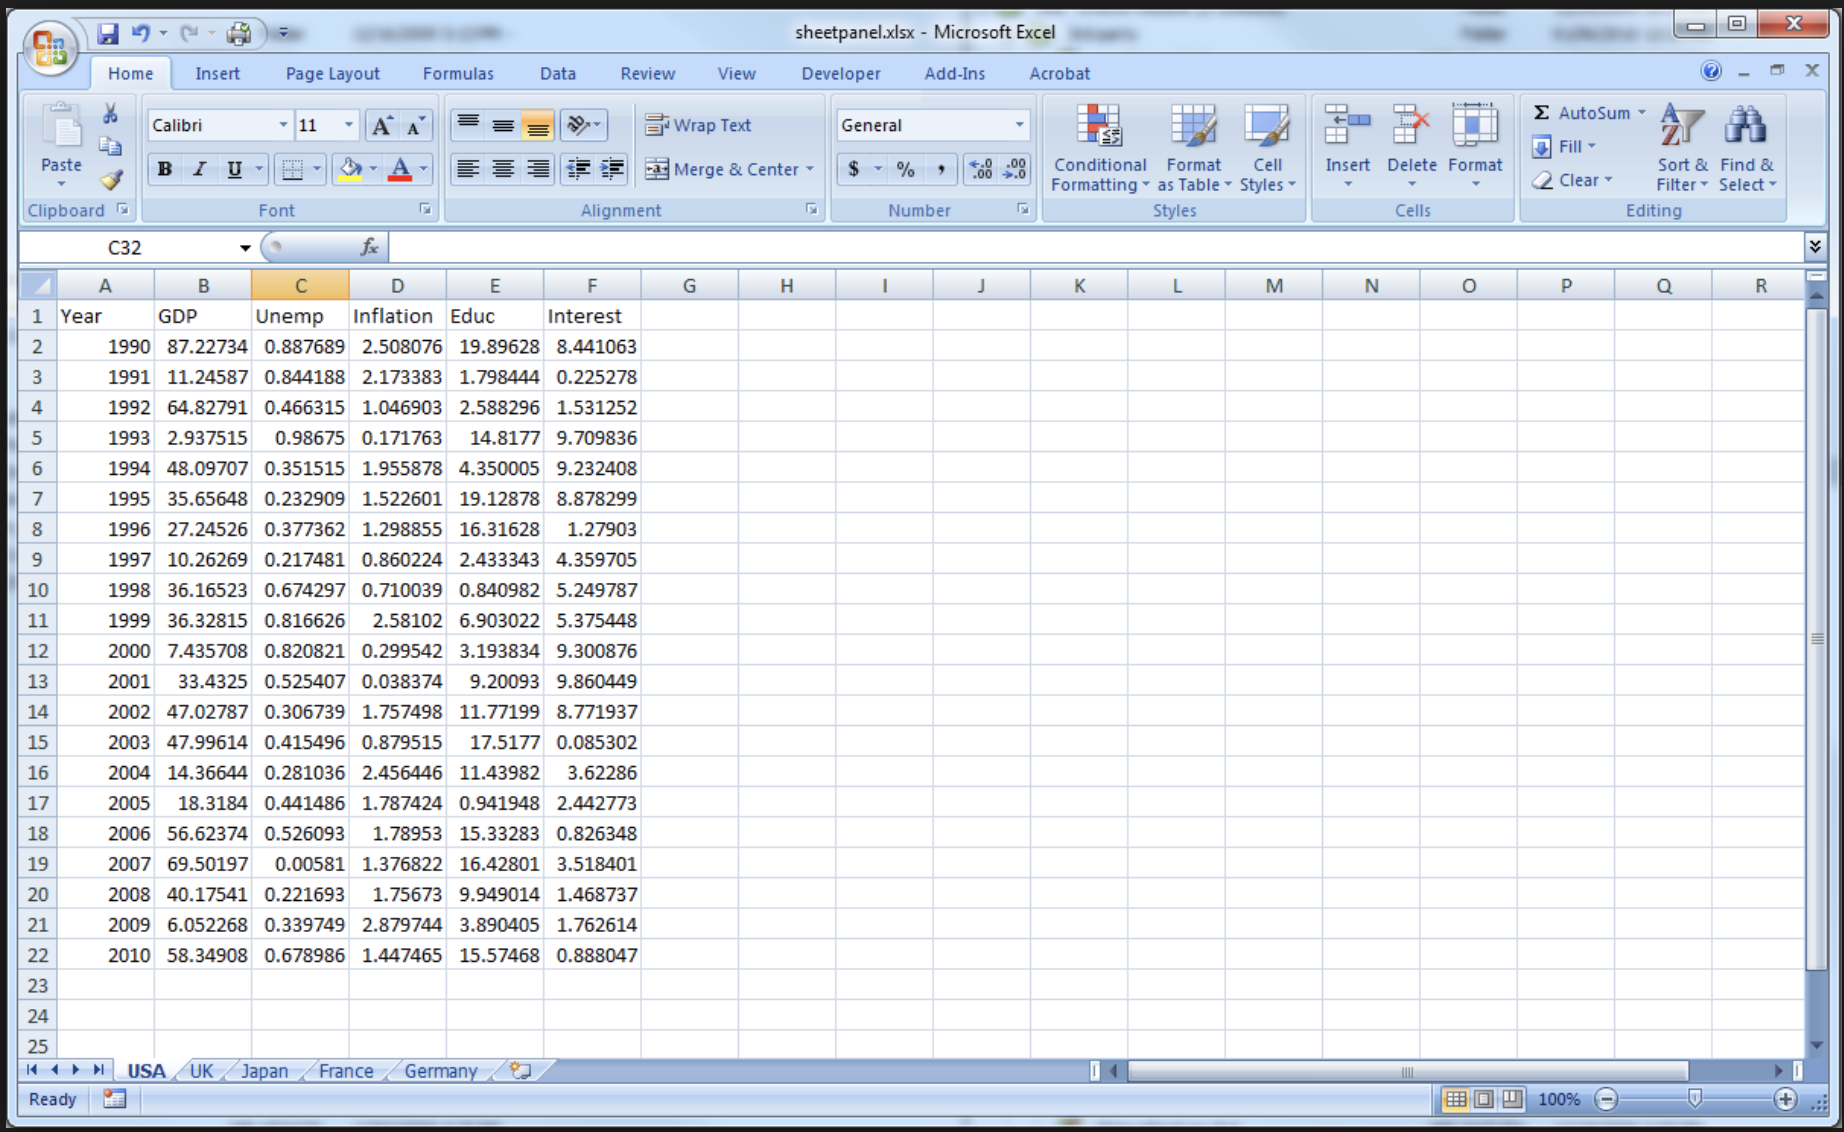 sheetpanel.xlsx - Microsoft Excel
Home Insert Page Layout Formulas Data Review View Developer Add-Ins Acrobat
Calibri 11 Wrap Text General AutoSum
Paste Conditional Formatting Format as Table Cell Styles Insert Delete Format Fill Sort & Filter Find & Select
B I U Merge & Center $ % , Clear
Clipboard Font Alignment Number Styles Cells Editing
C32 fx
A B C D E F G H I J K L M N O P Q R
1 Year GDP Unemp Inflation Educ Interest
2 1990 87.22734 0.887689 2.508076 19.89628 8.441063
3 1991 11.24587 0.844188 2.173383 1.798444 0.225278
4 1992 64.82791 0.466315 1.046903 2.588296 1.531252
5 1993 2.937515 0.98675 0.171763 14.8177 9.709836
6 1994 48.09707 0.351515 1.955878 4.350005 9.232408
7 1995 35.65648 0.232909 1.522601 19.12878 8.878299
8 1996 27.24526 0.377362 1.298855 16.31628 1.27903
9 1997 10.26269 0.217481 0.860224 2.433343 4.359705
10 1998 36.16523 0.674297 0.710039 0.840982 5.249787
11 1999 36.32815 0.816626 2.58102 6.903022 5.375448
12 2000 7.435708 0.820821 0.299542 3.193834 9.300876
13 2001 33.4325 0.525407 0.038374 9.20093 9.860449
14 2002 47.02787 0.306739 1.757498 11.77199 8.771937
15 2003 47.99614 0.415496 0.879515 17.5177 0.085302
16 2004 14.36644 0.281036 2.456446 11.43982 3.62286
17 2005 18.3184 0.441486 1.787424 0.941948 2.442773
18 2006 56.62374 0.526093 1.78953 15.33283 0.826348
19 2007 69.50197 0.00581 1.376822 16.42801 3.518401
20 2008 40.17541 0.221693 1.75673 9.949014 1.468737
21 2009 6.052268 0.339749 2.879744 3.890405 1.762614
22 2010 58.34908 0.678986 1.447465 15.57468 0.888047
23
24
25
USA UK Japan France Germany
Ready 100%